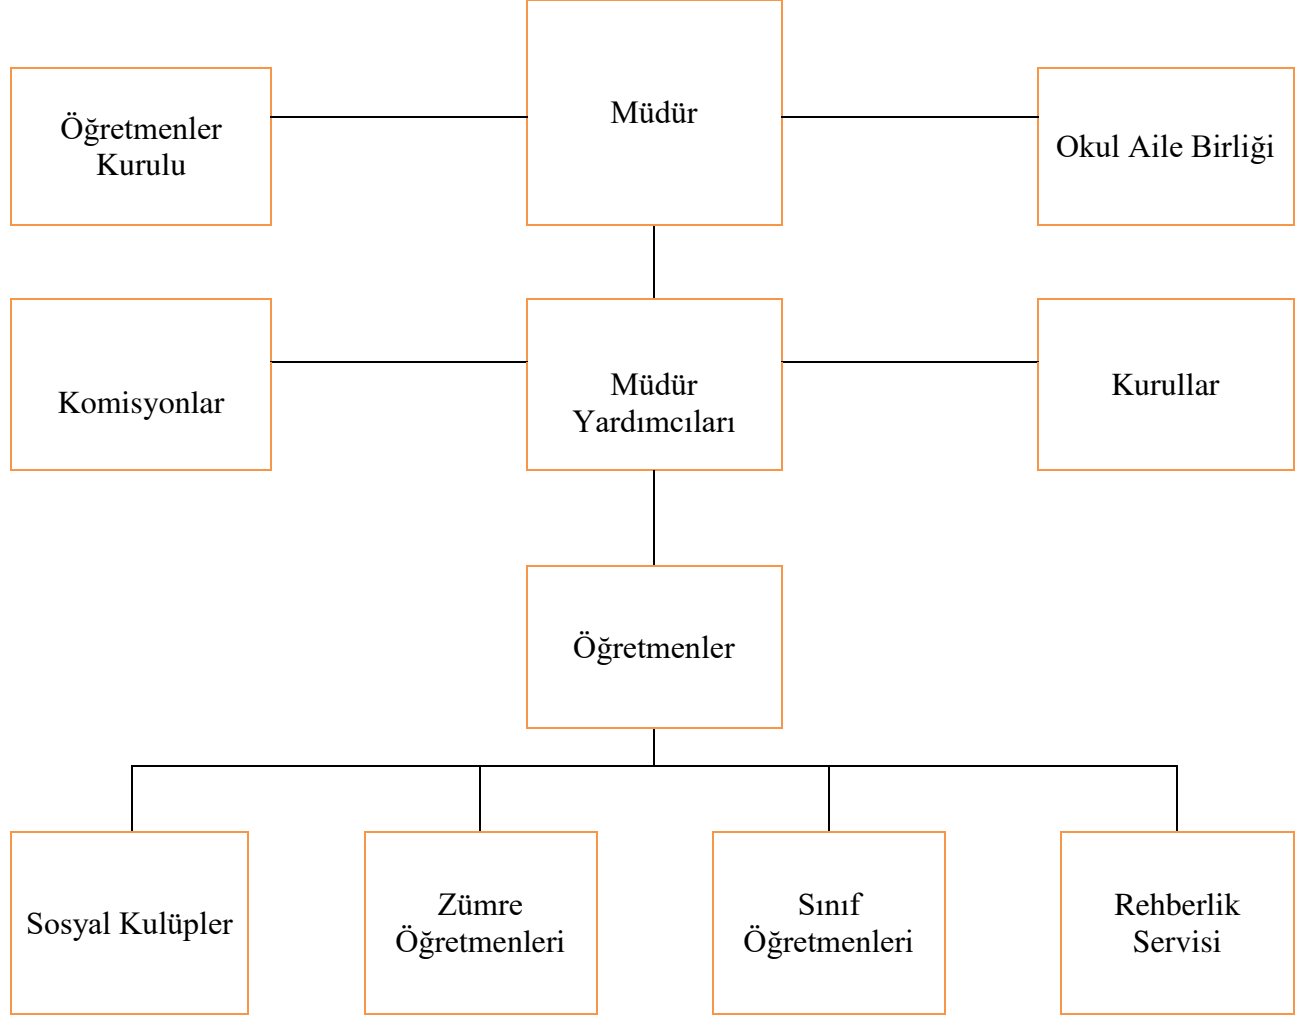 Öğretmenler
Kurulu
Müdür
Okul Aile Birliği
Komisyonlar
Müdür
Yardımcıları
Kurullar
Öğretmenler
Sosyal Kulüpler
Zümre
Öğretmenleri
Sınıf
Öğretmenleri
Rehberlik
Servisi